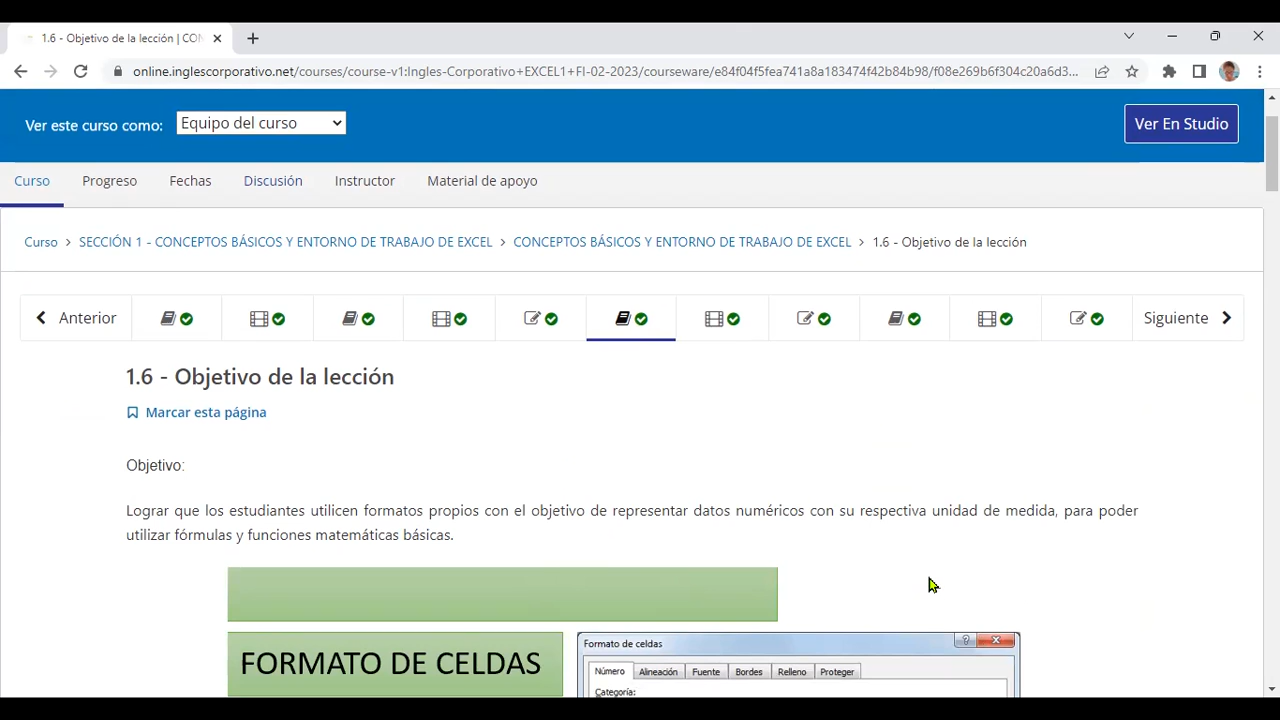 1.6 - Objetivo de la lección | CON
online.inglescorporativo.net/courses/course-v1:Ingles-Corporativo+EXCEL1+FI-02-2023/courseware/e84f04f5fea741a8a183474f42b84b98/f08e269b6f304c20a6d3...
Ver este curso como: Equipo del curso
Ver En Studio
Curso Progreso Fechas Discusión Instructor Material de apoyo
Curso > SECCIÓN 1 - CONCEPTOS BÁSICOS Y ENTORNO DE TRABAJO DE EXCEL > CONCEPTOS BÁSICOS Y ENTORNO DE TRABAJO DE EXCEL > 1.6 - Objetivo de la lección
Anterior Siguiente
1.6 - Objetivo de la lección
Marcar esta página
Objetivo:
Lograr que los estudiantes utilicen formatos propios con el objetivo de representar datos numéricos con su respectiva unidad de medida, para poder
utilizar fórmulas y funciones matemáticas básicas.
FORMATO DE CELDAS
Formato de celdas
Número Alineación Fuente Bordes Relleno Proteger
Categoría: